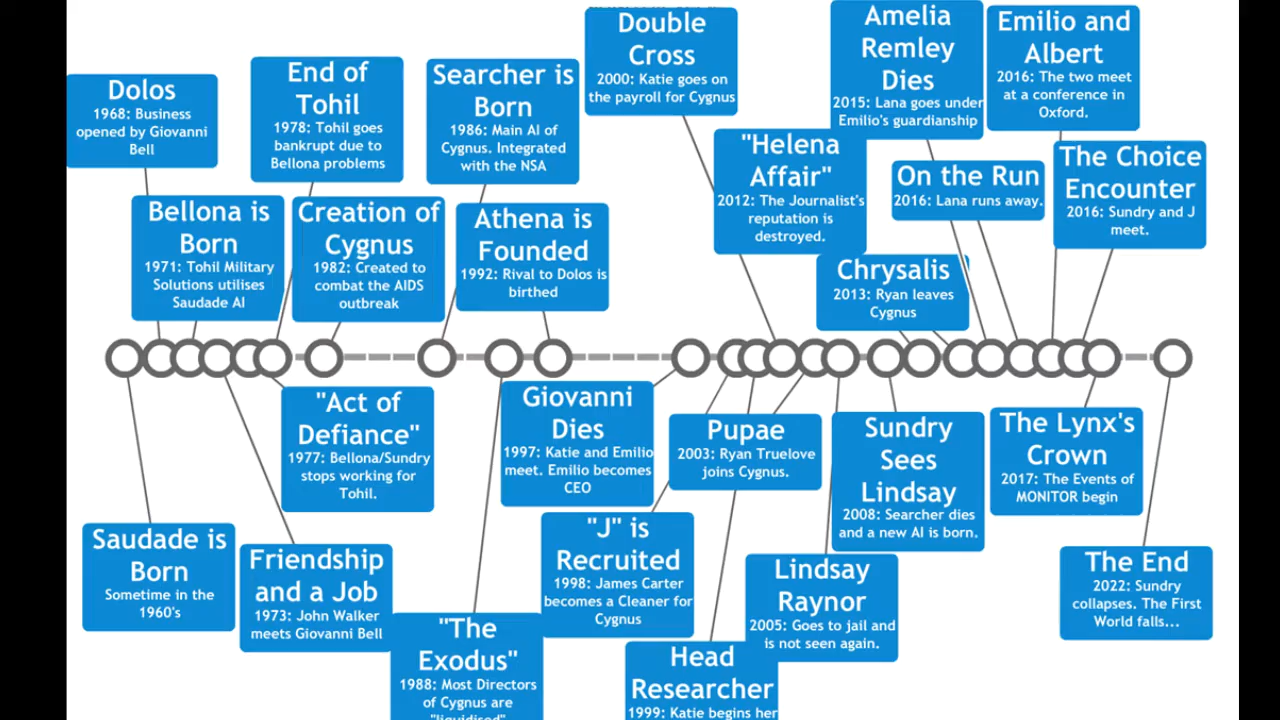 Dolos
1968: Business
opened by Giovanni
Bell
Bellona is
Born
1971: Tohil Military
Solutions utilises
Saudade AI
End of
Tohil
1978: Tohil goes
bankrupt due to
Bellona problems
Creation of
Cygnus
1982: Created to
combat the AIDS
outbreak
Searcher is
Born
1986: Main AI of
Cygnus. Integrated
with the NSA
Athena is
Founded
1992: Rival to Dolos is
birthed
Double
Cross
2000: Katie goes on
the payroll for Cygnus
"Helena
Affair"
2012: The Journalist's
reputation is
destroyed.
Amelia
Remley
Dies
2015: Lana goes under
Emilio's guardianship
Chrysalis
2013: Ryan leaves
Cygnus
On the Run
2016: Lana runs away.
Emilio and
Albert
2016: The two meet
at a conference in
Oxford.
The Choice
Encounter
2016: Sundry and J
meet.
Saudade is
Born
Sometime in the
1960's
Friendship
and a Job
1973: John Walker
meets Giovanni Bell
"Act of
Defiance"
1977: Bellona/Sundry
stops working for
Tohil.
"The
Exodus"
1988: Most Directors
of Cygnus are
"liquidised"
Giovanni
Dies
1997: Katie and Emilio
meet. Emilio becomes
CEO
"J" is
Recruited
1998: James Carter
becomes a Cleaner for
Cygnus
Head
Researcher
1999: Katie begins her
Pupae
2003: Ryan Truelove
joins Cygnus.
Lindsay
Raynor
2005: Goes to jail and
is not seen again.
Sundry
Sees
Lindsay
2008: Searcher dies
and a new AI is born.
The Lynx's
Crown
2017: The Events of
MONITOR begin
The End
2022: Sundry
collapses. The First
World falls...